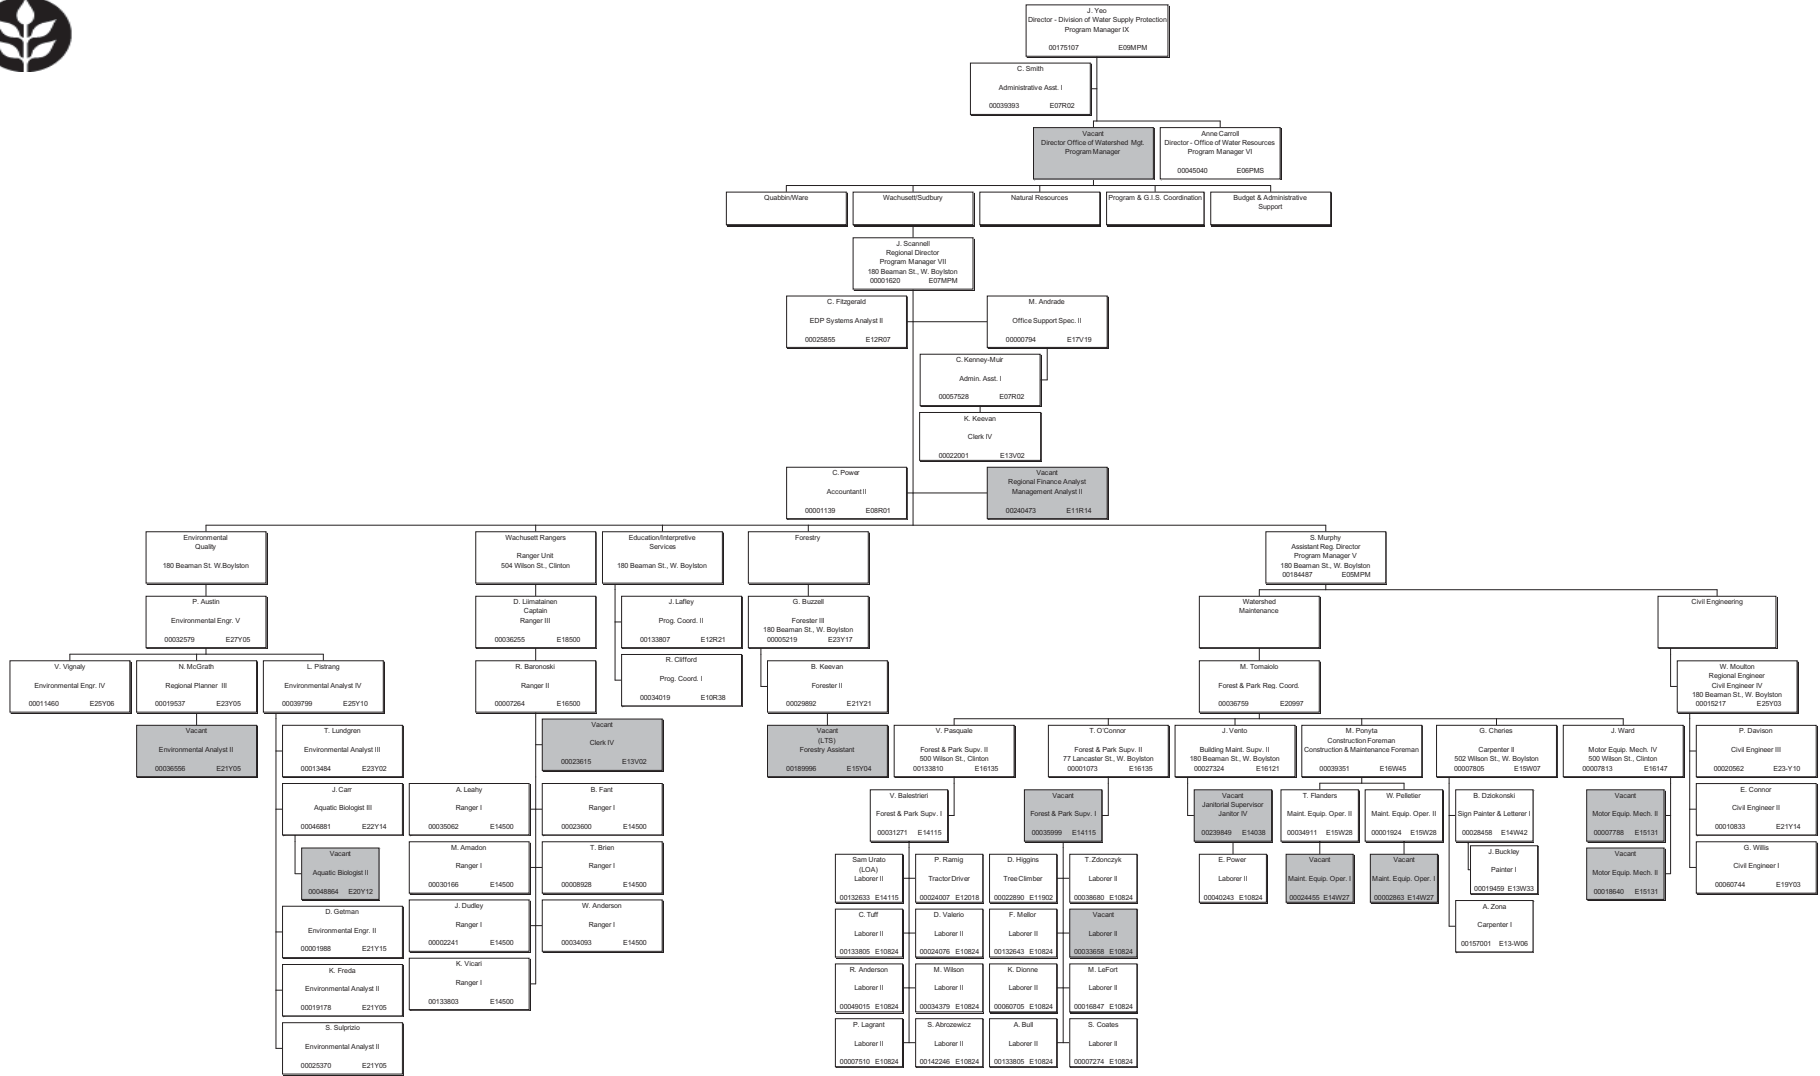 J. Yeo
Director - Division of Water Supply Protection
Program Manager IX
00175107 E09MPM
C. Smith
Administrative Asst. I
00039393 E07R02
Vacant
Director Office of Watershed Mgt.
Program Manager
Anne Carroll
Director - Office of Water Resources
Program Manager VI
00045040 E06PMS
Quabbin/Ware
Wachusett/Sudbury
Natural Resources
Program & G.I.S. Coordination
Budget & Administrative
Support
J. Scannell
Regional Director
Program Manager VII
180 Beaman St., W. Boylston
00001620 E07MPM
C. Fitzgerald
EDP Systems Analyst II
00025855 E12R07
M. Andrade
Office Support Spec. II
00000794 E17V19
C. Kenney-Muir
Admin. Asst. I
00057528 E07R02
K. Keevan
Clerk IV
00022001 E13V02
C. Power
Accountant II
00001139 E08R01
Vacant
Regional Finance Analyst
Management Analyst II
00240473 E11R14
Environmental
Quality
180 Beaman St. W.Boylston
Wachusett Rangers
Ranger Unit
504 Wilson St., Clinton
Education/Interpretive
Services
180 Beaman St., W. Boylston
Forestry
S. Murphy
Assistant Reg. Director
Program Manager V
180 Beaman St., W. Boylston
00184487 E05MPM
P. Austin
Environmental Engr. V
00032579 E27Y05
D. Liimatainen
Captain
Ranger III
00036255 E18500
J. Lafley
Prog. Coord. II
00133807 E12R21
G. Buzzell
Forester III
180 Beaman St., W. Boylston
00005219 E23Y17
Watershed
Maintenance
Civil Engineering
V. Vignaly
Environmental Engr. IV
00011460 E25Y06
N. McGrath
Regional Planner III
00019537 E23Y05
L. Pistrang
Environmental Analyst IV
00039799 E25Y10
R. Baronoski
Ranger II
00007264 E16500
R. Clifford
Prog. Coord. I
00034019 E10R38
B. Keevan
Forester II
00029892 E21Y21
M. Tomaiolo
Forest & Park Reg. Coord.
00036759 E20997
W. Moulton
Regional Engineer
Civil Engineer IV
180 Beaman St., W. Boylston
00015217 E25Y03
Vacant
Environmental Analyst II
00036556 E21Y05
T. Lundgren
Environmental Analyst III
00013484 E23Y02
Vacant
Clerk IV
00023615 E13V02
Vacant
(LTS)
Forestry Assistant
00189996 E15Y04
V. Pasquale
Forest & Park Supv. II
500 Wilson St., Clinton
00133810 E16135
T. O'Connor
Forest & Park Supv. II
77 Lancaster St., W. Boylston
00001073 E16135
J. Vento
Building Maint. Supv. II
180 Beaman St., W. Boylston
00027324 E16121
M. Ponyta
Construction Foreman
Construction & Maintenance Foreman
00039351 E16W45
G. Cheries
Carpenter II
502 Wilson St., W. Boylston
00007805 E15W07
J. Ward
Motor Equip. Mech. IV
500 Wilson St., Clinton
00007813 E16147
P. Davison
Civil Engineer III
00020562 E23-Y10
J. Carr
Aquatic Biologist III
00046881 E22Y14
A. Leahy
Ranger I
00035062 E14500
B. Fant
Ranger I
00023600 E14500
V. Balestrieri
Forest & Park Supv. I
00031271 E14115
Vacant
Forest & Park Supv. I
00035999 E14115
Vacant
Janitorial Supervisor
Janitor IV
00239849 E14038
T. Flanders
Maint. Equip. Oper. II
00034911 E15W28
W. Pelletier
Maint. Equip. Oper. II
00001924 E15W28
B. Dziokonski
Sign Painter & Letterer I
00028458 E14W42
Vacant
Motor Equip. Mech. II
00007788 E15131
E. Connor
Civil Engineer II
00010833 E21Y14
Vacant
Aquatic Biologist II
00048864 E20Y12
M. Amadon
Ranger I
00030166 E14500
T. Brien
Ranger I
00008928 E14500
Sam Urato
(LOA)
Laborer II
00132633 E14115
P. Ramig
Tractor Driver
00024007 E12018
D. Higgins
Tree Climber
00022890 E11902
T. Zdonczyk
Laborer II
00038680 E10824
E. Power
Laborer II
00040243 E10824
Vacant
Maint. Equip. Oper. I
00024455 E14W27
Vacant
Maint. Equip. Oper. I
00002863 E14W27
J. Buckley
Painter I
00019459 E13W33
Vacant
Motor Equip. Mech. II
00018640 E15131
G. Willis
Civil Engineer I
00060744 E19Y03
D. Getman
Environmental Engr. II
00001988 E21Y15
J. Dudley
Ranger I
00002241 E14500
W. Anderson
Ranger I
00034093 E14500
C. Tuff
Laborer II
00133805 E10824
D. Valerio
Laborer II
00024076 E10824
F. Mellor
Laborer II
00132643 E10824
Vacant
Laborer II
00033658 E10824
A. Zona
Carpenter I
00157001 E13-W06
K. Freda
Environmental Analyst II
00019178 E21Y05
K. Vicari
Ranger I
00133803 E14500
R. Anderson
Laborer II
00049015 E10824
M. Wilson
Laborer II
00034379 E10824
K. Dionne
Laborer II
00060705 E10824
M. LeFort
Laborer II
00016847 E10824
S. Sulprizio
Environmental Analyst II
00025370 E21Y05
P. Lagrant
Laborer II
00007510 E10824
S. Abrozewicz
Laborer II
00142246 E10824
A. Bull
Laborer II
00133805 E10824
S. Coates
Laborer II
00007274 E10824